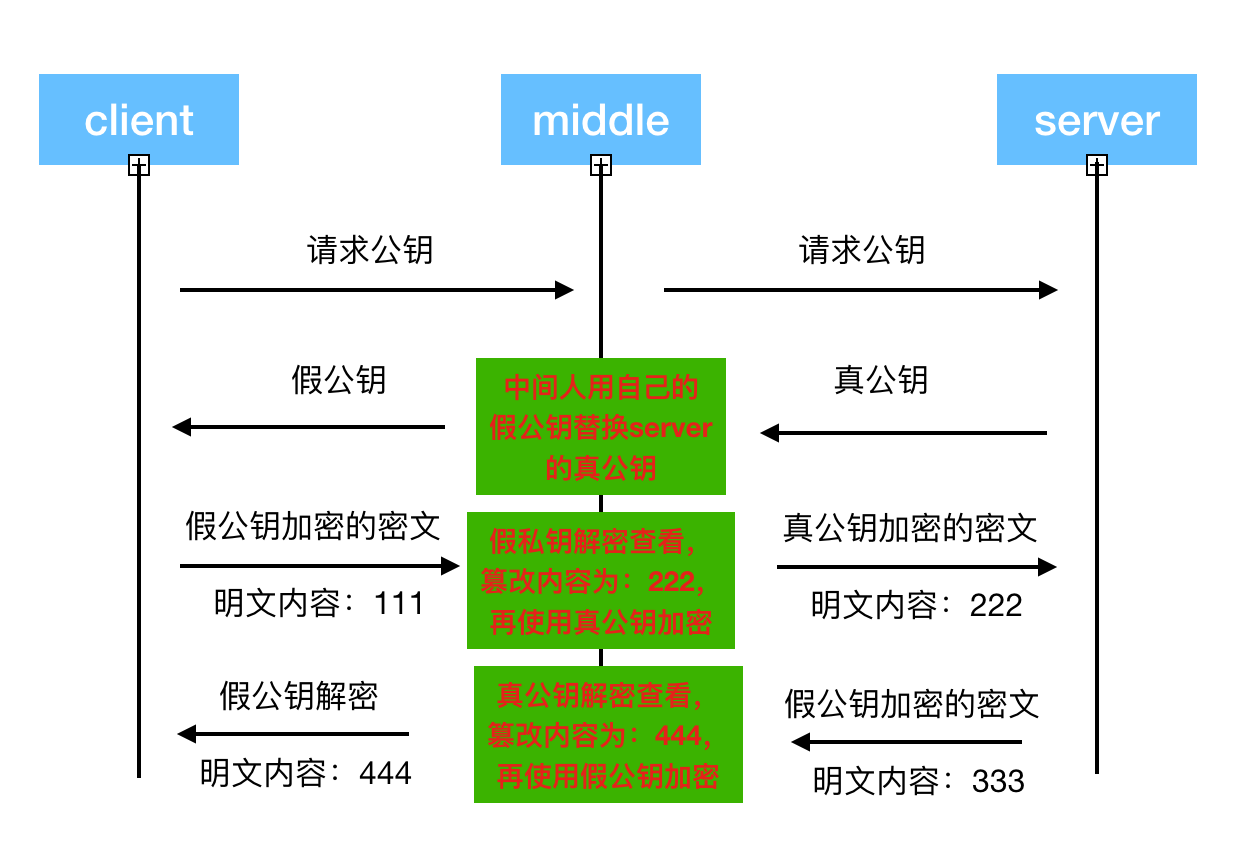 client
middle
server
请求公钥
请求公钥
假公钥
真公钥
中间人用自己的
假公钥替换server
的真公钥
假公钥加密的密文
明文内容：111
假私钥解密查看，
篡改内容为：222，
再使用真公钥加密
真公钥加密的密文
明文内容：222
假公钥解密
明文内容：444
真公钥解密查看，
篡改内容为：444，
再使用假公钥加密
假公钥加密的密文
明文内容：333